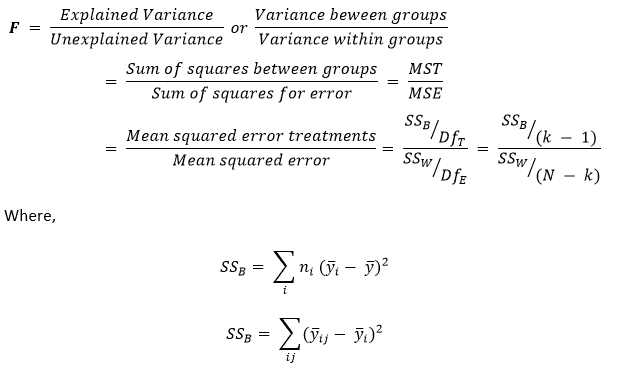 F = Explained Variance / Unexplained Variance or Variance beween groups / Variance within groups
= Sum of squares between groups / Sum of squares for error = MST / MSE
= Mean squared error treatments / Mean squared error = (SS_B / Df_T) / (SS_W / Df_E) = (SS_B / (k − 1)) / (SS_W / (N − k))
Where,
SS_B = ∑_i n_i (ȳ_i − ȳ)²
SS_B = ∑_ij (ȳ_ij − ȳ_i)²